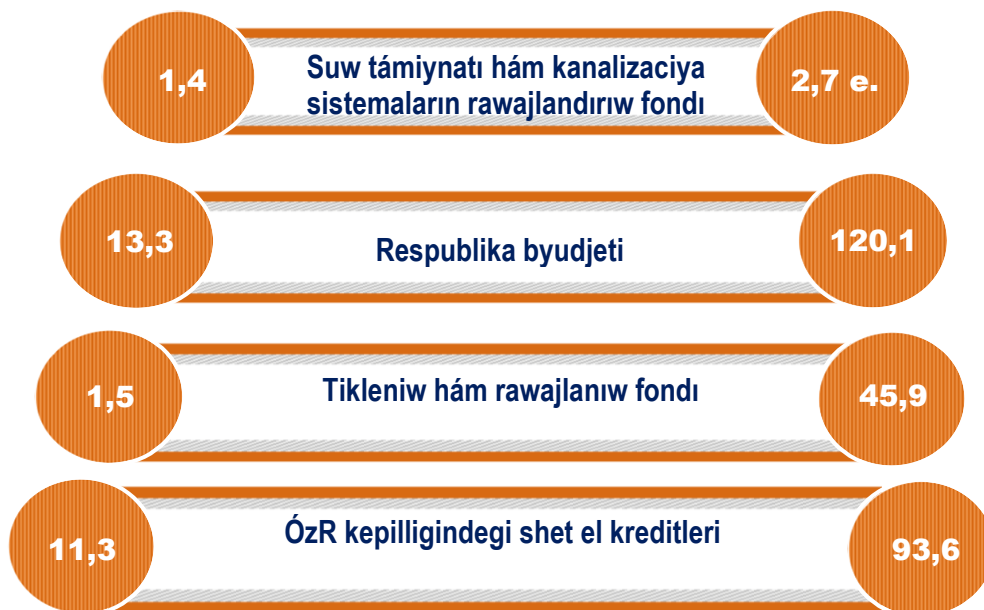 1,4
Suw támiynatı hám kanalizaciya
sistemaların rawajlandırıw fondı
2,7 e.
13,3
Respublika byudjeti
120,1
1,5
Tikleniw hám rawajlanıw fondı
45,9
11,3
ÓzR kepilligindegi shet el kreditleri
93,6